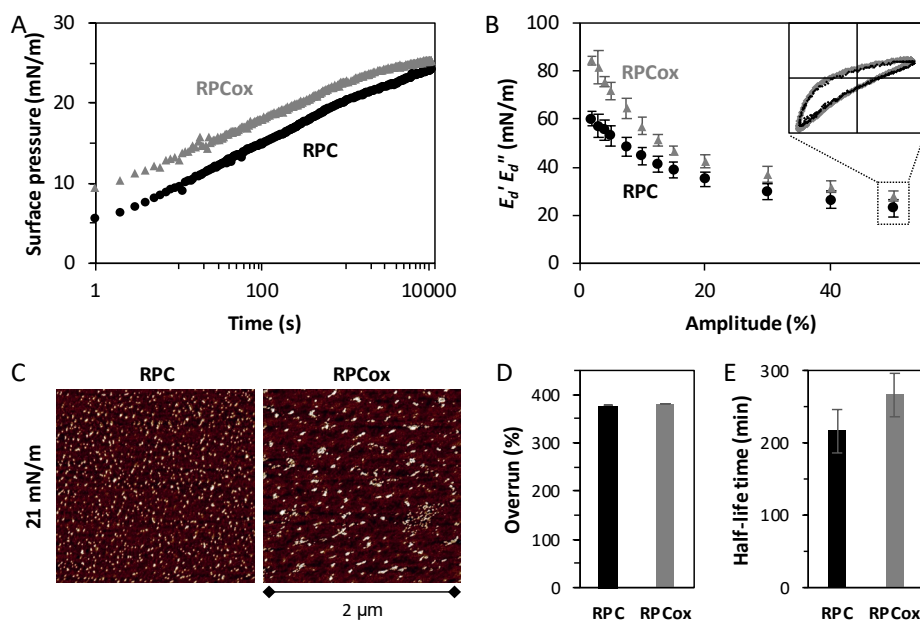 A
Surface pressure (mN/m)
30
20
10
0
RPCox
RPC
1
100
10000
Time (s)
B
Ed' Ed'' (mN/m)
100
80
60
40
20
0
RPCox
RPC
0
20
40
Amplitude (%)
C
RPC
RPCox
21 mN/m
2 µm
D
Overrun (%)
400
300
200
100
0
RPC
RPCox
E
Half-life time (min)
300
200
100
0
RPC
RPCox